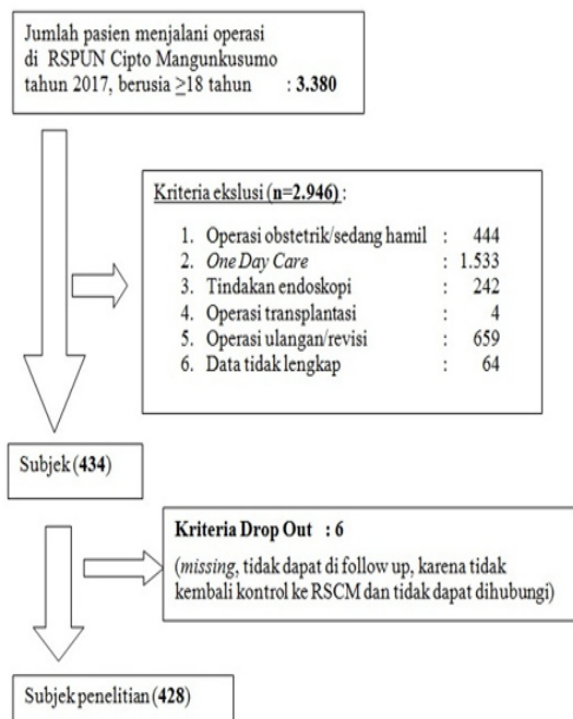 Jumlah pasien menjalani operasi
di RSPUN Cipto Mangunkusumo
tahun 2017, berusia ≥18 tahun : 3.380
Kriteria ekslusi (n=2.946) :
1. Operasi obstetrik/sedang hamil : 444
2. One Day Care : 1.533
3. Tindakan endoskopi : 242
4. Operasi transplantasi : 4
5. Operasi ulangan/revisi : 659
6. Data tidak lengkap : 64
Subjek (434)
Kriteria Drop Out : 6
(missing, tidak dapat di follow up, karena tidak
kembali kontrol ke RSCM dan tidak dapat dihubungi)
Subjek penelitian (428)